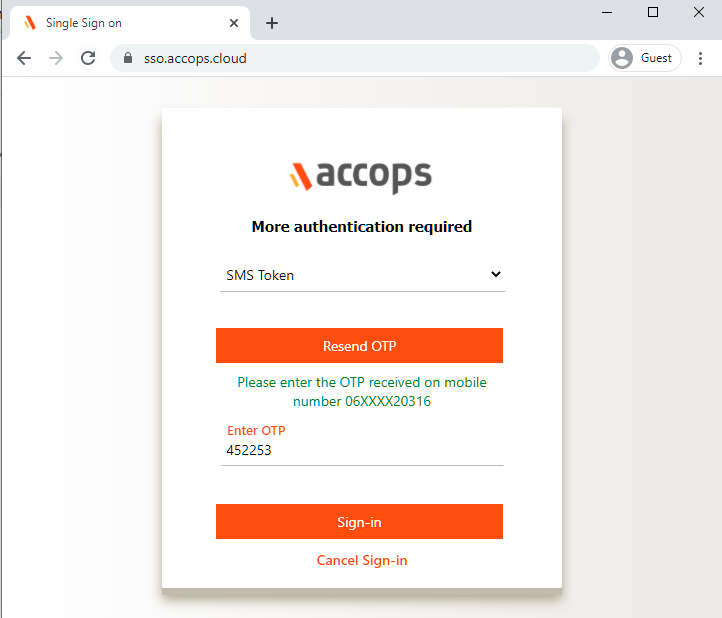 Single Sign on
sso.accops.cloud
Guest
accops
More authentication required
SMS Token
Resend OTP
Please enter the OTP received on mobile
number 06XXXX20316
Enter OTP
452253
Sign-in
Cancel Sign-in